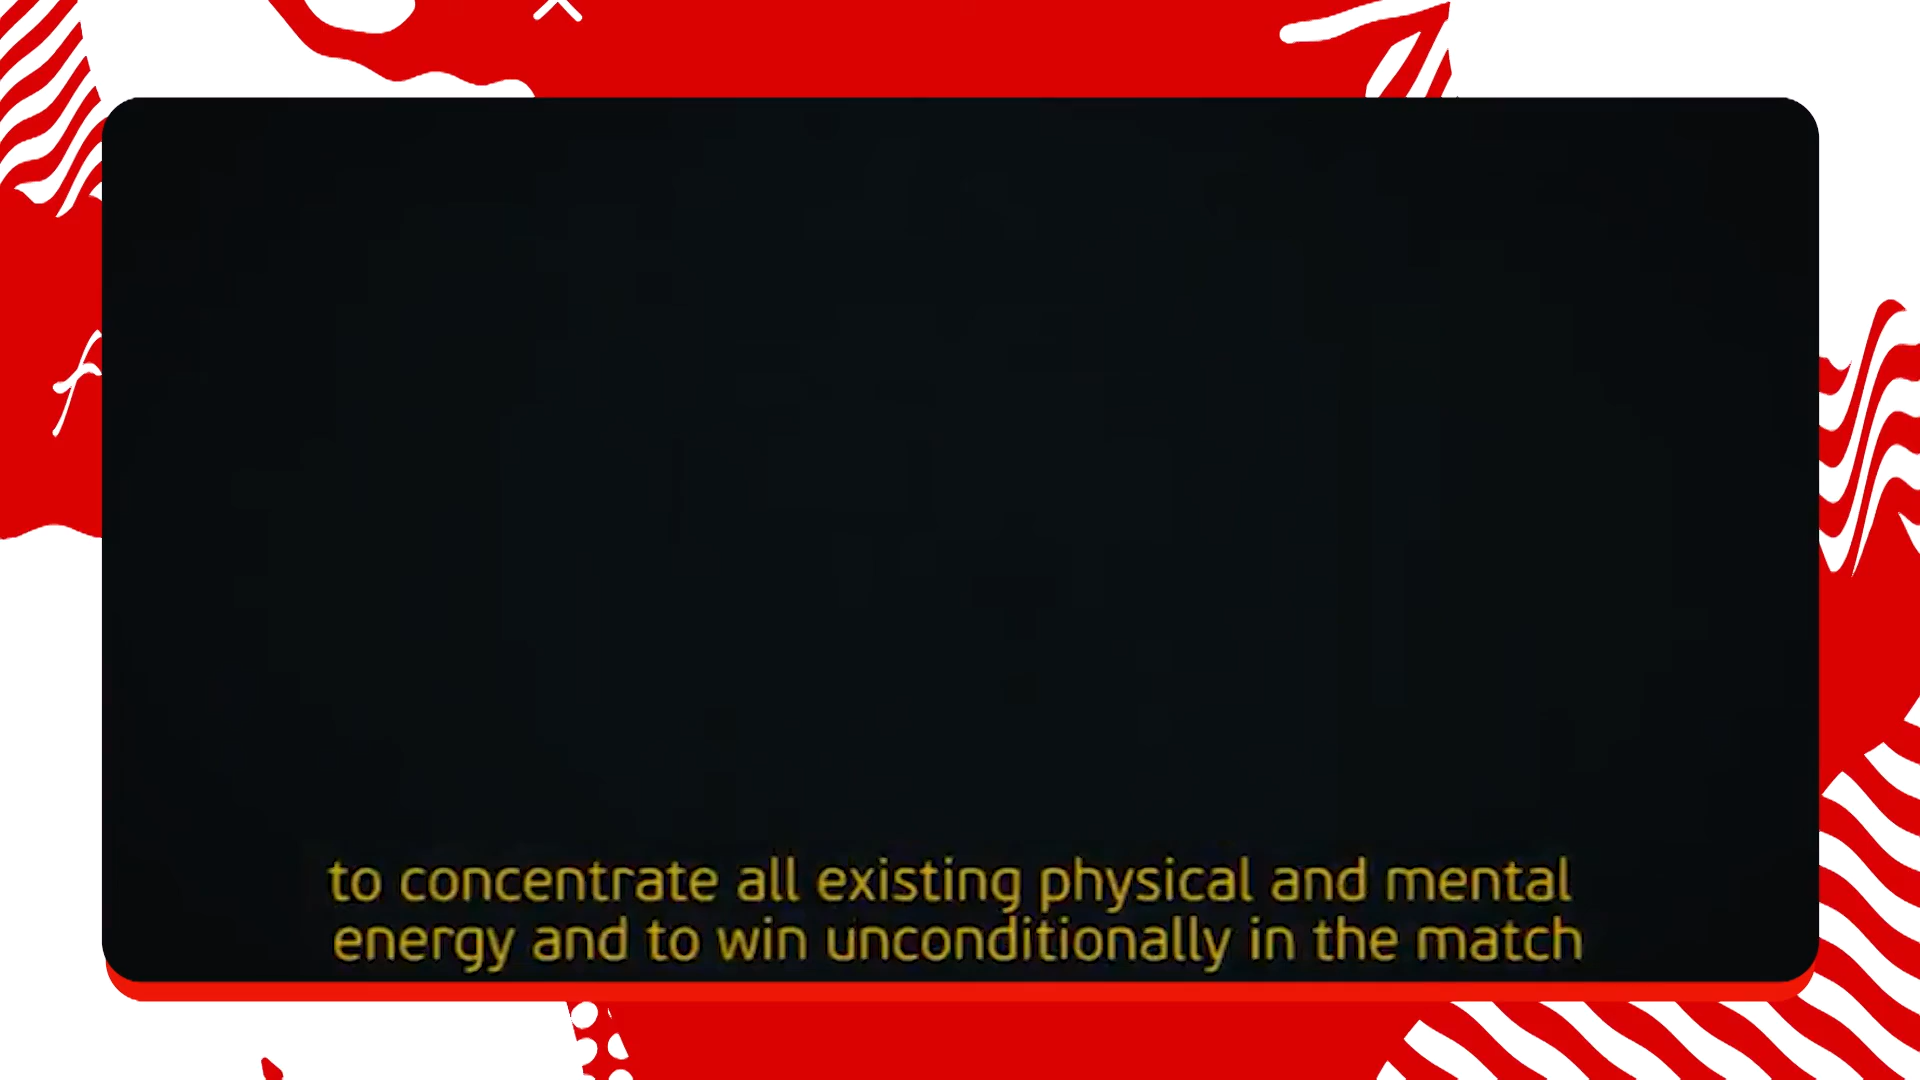 to concentrate all existing physical and mental
energy and to win unconditionally in the match